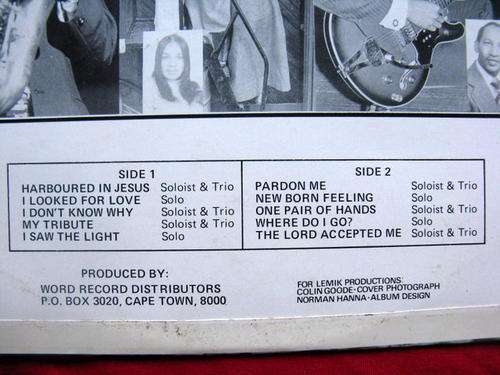 SIDE 1
HARBOURED IN JESUS Soloist & Trio
I LOOKED FOR LOVE Solo
I DON'T KNOW WHY Soloist & Trio
MY TRIBUTE Soloist & Trio
I SAW THE LIGHT Solo
SIDE 2
PARDON ME Soloist & Trio
NEW BORN FEELING Solo
ONE PAIR OF HANDS Soloist & Trio
WHERE DO I GO? Solo
THE LORD ACCEPTED ME Soloist & Trio
PRODUCED BY:
WORD RECORD DISTRIBUTORS
P.O. BOX 3020, CAPE TOWN, 8000
FOR LEMIK PRODUCTIONS:
COLIN GOODE-COVER PHOTOGRAPH
NORMAN HANNA-ALBUM DESIGN